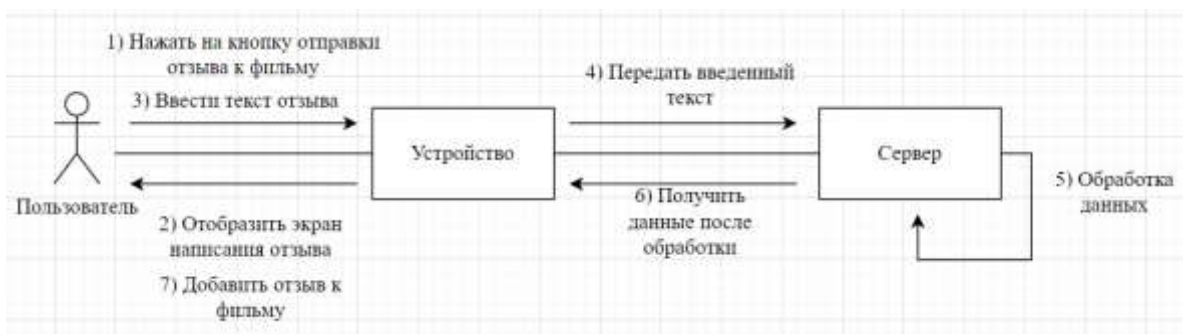 1) Нажать на кнопку отправки
отзыва к фильму
3) Ввести текст отзыва
4) Передать введенный
текст
Устройство
Сервер
5) Обработка
данных
Пользователь
2) Отобразить экран
написания отзыва
7) Добавить отзыв к
фильму
6) Получить
данные после
обработки